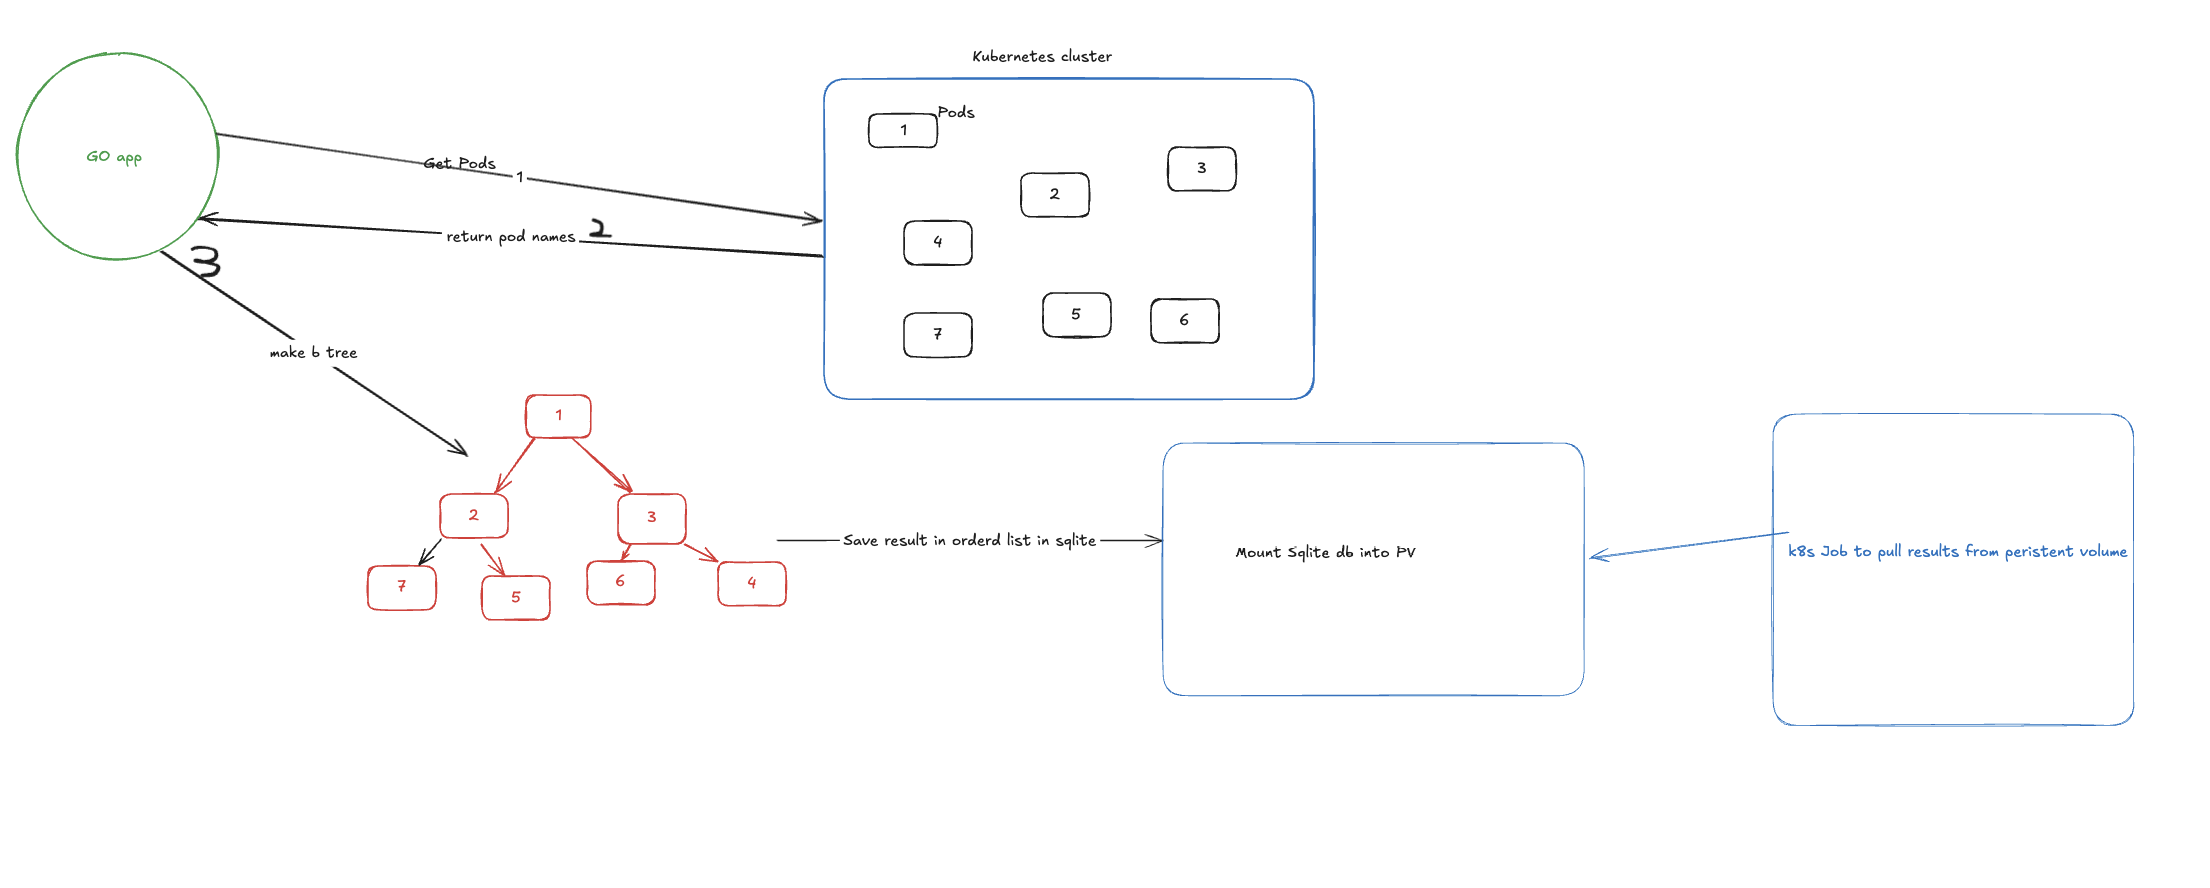 Kubernetes cluster
Pods
1
3
2
4
5
6
7
GO app
Get Pods
1
return pod names
2
3
make b tree
1
2
3
7
5
6
4
Save result in orderd list in sqlite
Mount Sqlite db into PV
k8s Job to pull results from peristent volume